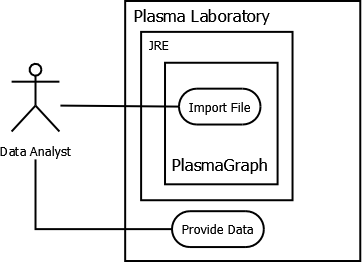 Plasma Laboratory
JRE
Import File
Data Analyst
PlasmaGraph
Provide Data